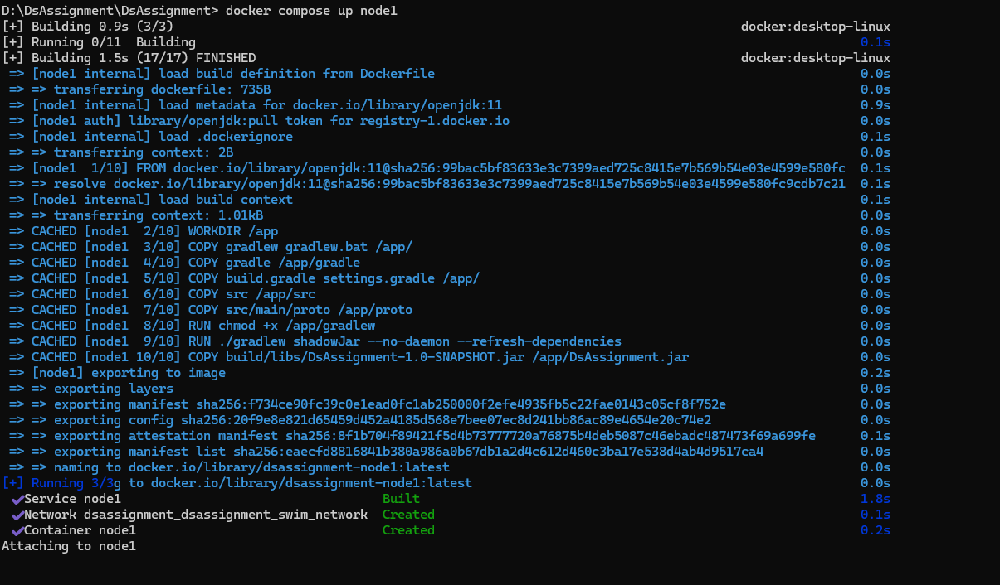 D:\DsAssignment\DsAssignment> docker compose up node1
[+] Building 0.9s (3/3) docker:desktop-linux
[+] Running 0/11  Building 0.1s
[+] Building 1.5s (17/17) FINISHED docker:desktop-linux
=> [node1 internal] load build definition from Dockerfile 0.0s
=> => transferring dockerfile: 735B 0.0s
=> [node1 internal] load metadata for docker.io/library/openjdk:11 0.9s
=> [node1 auth] library/openjdk:pull token for registry-1.docker.io 0.0s
=> [node1 internal] load .dockerignore 0.1s
=> => transferring context: 2B 0.0s
=> [node1  1/10] FROM docker.io/library/openjdk:11@sha256:99bac5bf83633e3c7399aed725c8415e7b569b54e03e4599e580fc 0.1s
=> => resolve docker.io/library/openjdk:11@sha256:99bac5bf83633e3c7399aed725c8415e7b569b54e03e4599e580fc9cdb7c21 0.1s
=> [node1 internal] load build context 0.1s
=> => transferring context: 1.01kB 0.0s
=> CACHED [node1  2/10] WORKDIR /app 0.0s
=> CACHED [node1  3/10] COPY gradlew gradlew.bat /app/ 0.0s
=> CACHED [node1  4/10] COPY gradle /app/gradle 0.0s
=> CACHED [node1  5/10] COPY build.gradle settings.gradle /app/ 0.0s
=> CACHED [node1  6/10] COPY src /app/src 0.0s
=> CACHED [node1  7/10] COPY src/main/proto /app/proto 0.0s
=> CACHED [node1  8/10] RUN chmod +x /app/gradlew 0.0s
=> CACHED [node1  9/10] RUN ./gradlew shadowJar --no-daemon --refresh-dependencies 0.0s
=> CACHED [node1 10/10] COPY build/libs/DsAssignment-1.0-SNAPSHOT.jar /app/DsAssignment.jar 0.0s
=> [node1] exporting to image 0.2s
=> => exporting layers 0.0s
=> => exporting manifest sha256:f734ce90fc39c0e1ead0fc1ab250000f2efe4935fb5c22fae0143c05cf8f752e 0.0s
=> => exporting config sha256:20f9e8e821d65459d452a4185d568e7bee07ec8d241bb86ac89e4654e20c74e2 0.0s
=> => exporting attestation manifest sha256:8f1b704f89421f5d4b73777720a76875b4deb5087c46ebadc487473f69a699fe 0.1s
=> => exporting manifest list sha256:eaecfd8816841b380a986a0b67db1a2d4c612d460c3ba17e538d4ab4d9517ca4 0.0s
=> => naming to docker.io/library/dsassignment-node1:latest 0.0s
[+] Running 3/3g to docker.io/library/dsassignment-node1:latest 0.0s
✔Service node1 Built 1.8s
✔Network dsassignment_dsassignment_swim_network Created 0.1s
✔Container node1 Created 0.2s
Attaching to node1